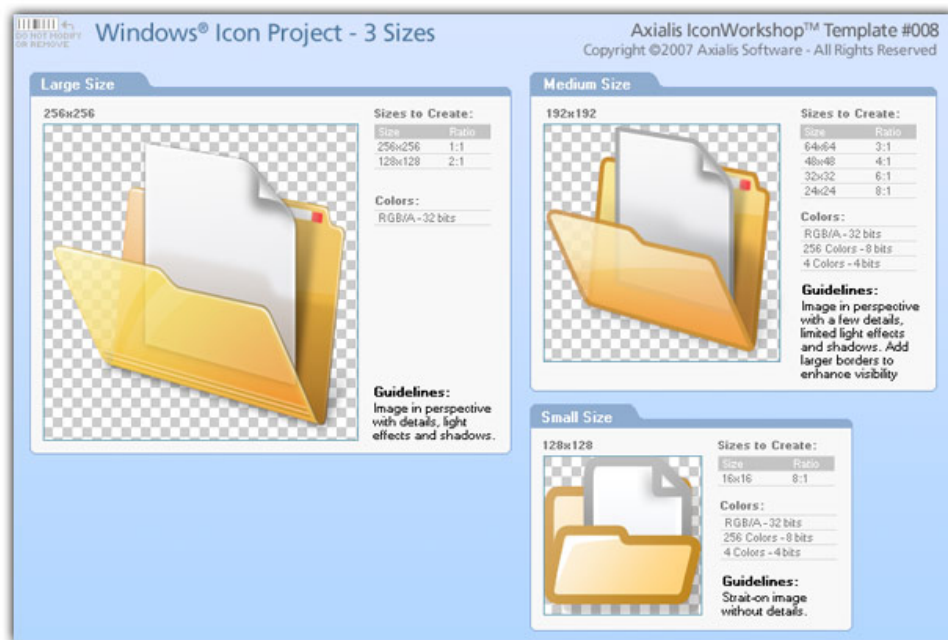 DO NOT MODIFY
OR REMOVE
Windows® Icon Project - 3 Sizes
Axialis IconWorkshop™ Template #008
Copyright ©2007 Axialis Software - All Rights Reserved
Large Size
256x256
Sizes to Create:
Size Ratio
256x256 1:1
128x128 2:1
Colors:
RGB/A - 32 bits
Guidelines:
Image in perspective
with details, light
effects and shadows.
Medium Size
192x192
Sizes to Create:
Size Ratio
64x64 3:1
48x48 4:1
32x32 6:1
24x24 8:1
Colors:
RGB/A - 32 bits
256 Colors - 8 bits
4 Colors - 4 bits
Guidelines:
Image in perspective
with a few details,
limited light effects
and shadows. Add
larger borders to
enhance visibility
Small Size
128x128
Sizes to Create:
Size Ratio
16x16 8:1
Colors:
RGB/A - 32 bits
256 Colors - 8 bits
4 Colors - 4 bits
Guidelines:
Strait-on image
without details.